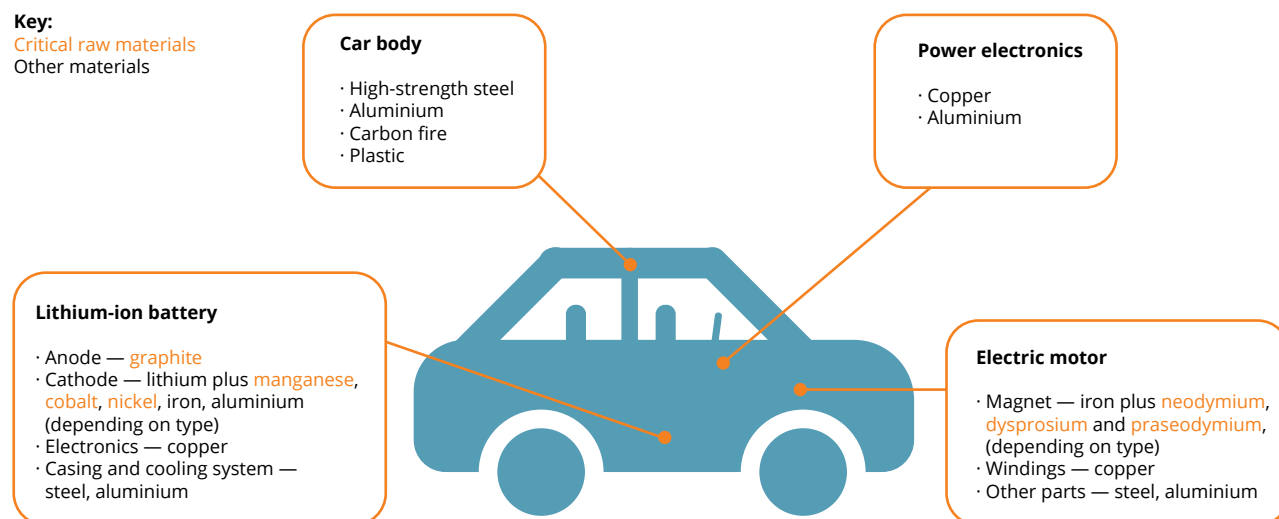 Key:
Critical raw materials
Other materials
Car body
· High-strength steel
· Aluminium
· Carbon fire
· Plastic
Power electronics
· Copper
· Aluminium
Lithium-ion battery
· Anode — graphite
· Cathode — lithium plus manganese,
cobalt, nickel, iron, aluminium
(depending on type)
· Electronics — copper
· Casing and cooling system —
steel, aluminium
Electric motor
· Magnet — iron plus neodymium,
dysprosium and praseodymium,
(depending on type)
· Windings — copper
· Other parts — steel, aluminium